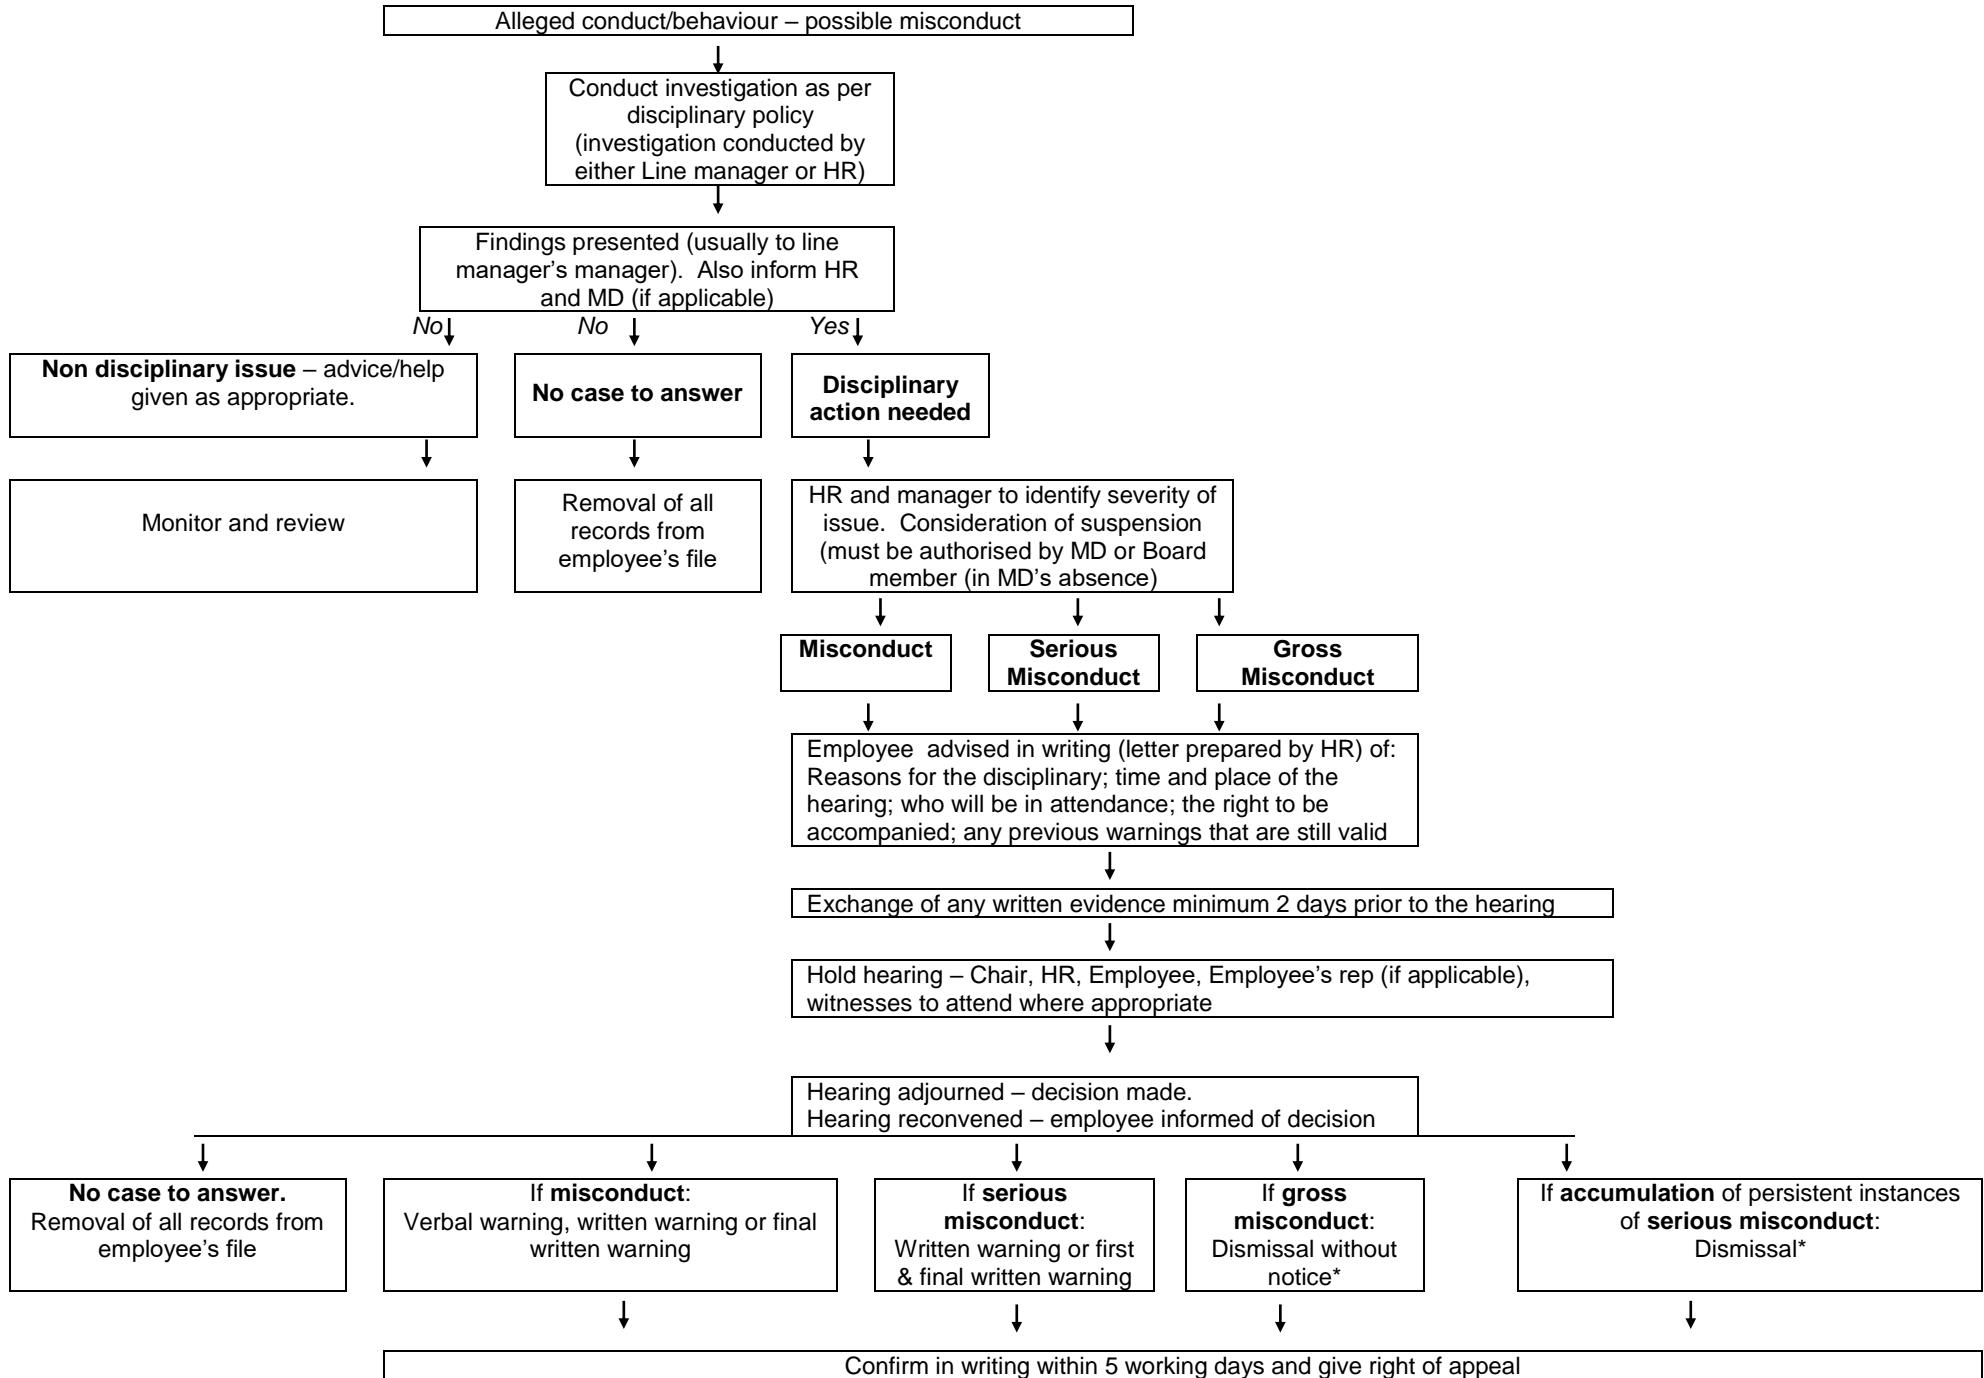 Alleged conduct/behaviour – possible misconduct
Conduct investigation as per
disciplinary policy
(investigation conducted by
either Line manager or HR)
Findings presented (usually to line
manager’s manager).  Also inform HR
and MD (if applicable)
No
No
Yes
Non disciplinary issue – advice/help
given as appropriate.
No case to answer
Disciplinary
action needed
Monitor and review
Removal of all
records from
employee’s file
HR and manager to identify severity of
issue.  Consideration of suspension
(must be authorised by MD or Board
member (in MD’s absence)
Misconduct
Serious
Misconduct
Gross
Misconduct
Employee  advised in writing (letter prepared by HR) of:
Reasons for the disciplinary; time and place of the
hearing; who will be in attendance; the right to be
accompanied; any previous warnings that are still valid
Exchange of any written evidence minimum 2 days prior to the hearing
Hold hearing – Chair, HR, Employee, Employee’s rep (if applicable),
witnesses to attend where appropriate
Hearing adjourned – decision made.
Hearing reconvened – employee informed of decision
No case to answer.
Removal of all records from
employee’s file
If misconduct:
Verbal warning, written warning or final
written warning
If serious
misconduct:
Written warning or first
& final written warning
If gross
misconduct:
Dismissal without
notice*
If accumulation of persistent instances
of serious misconduct:
Dismissal*
Confirm in writing within 5 working days and give right of appeal